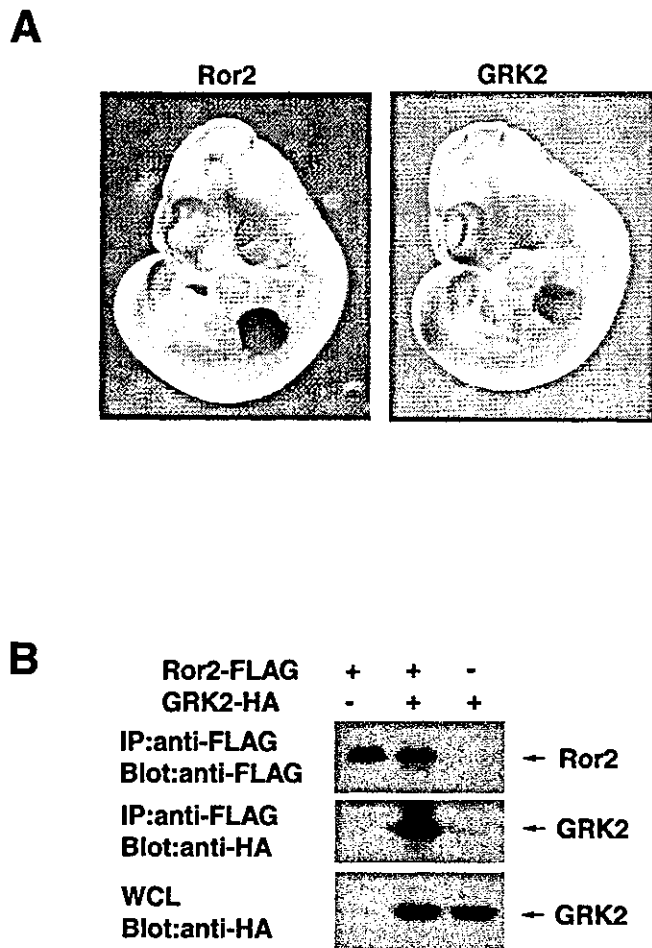 A
Ror2 GRK2
B
Ror2-FLAG + + -
GRK2-HA - + +
IP:anti-FLAG
Blot:anti-FLAG
← Ror2
IP:anti-FLAG
Blot:anti-HA
← GRK2
WCL
Blot:anti-HA
← GRK2